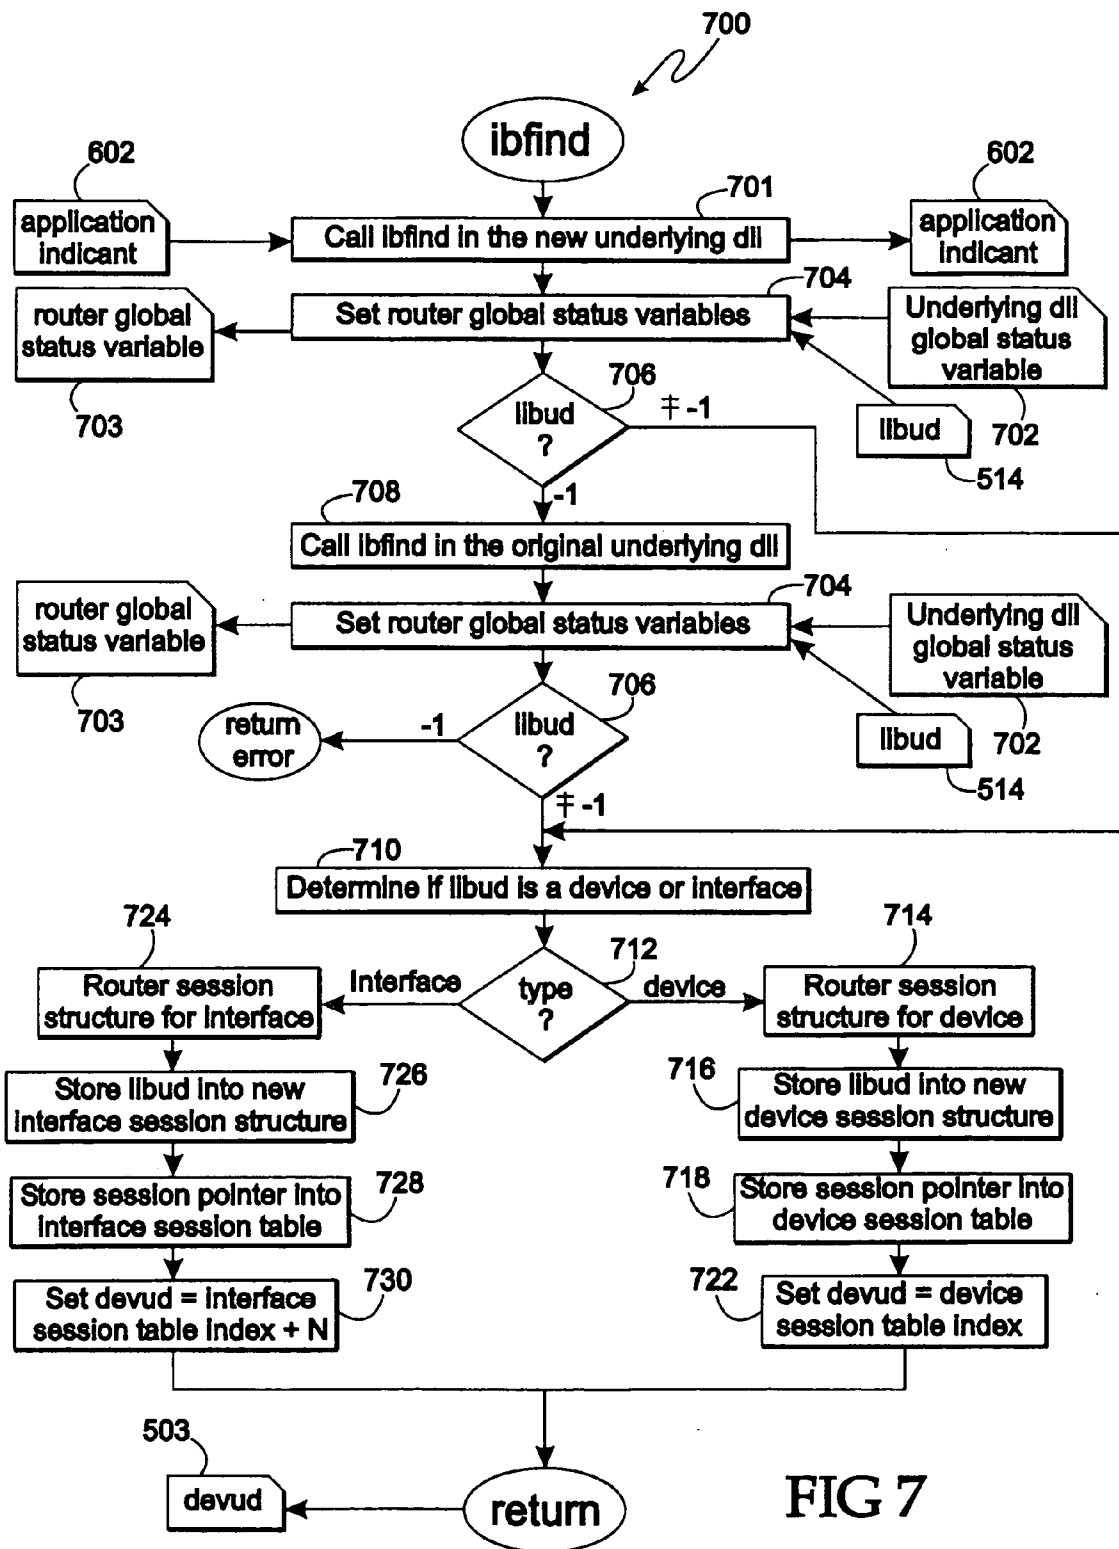 700
ibfind
602
application
indicant
701
Call ibfind in the new underlying dll
602
application
indicant
router global
status variable
703
704
Set router global status variables
Underlying dll
global status
variable
702
libud
514
706
libud
?
‡ -1
-1
708
Call ibfind in the original underlying dll
router global
status variable
703
704
Set router global status variables
Underlying dll
global status
variable
702
libud
514
706
libud
?
-1
return
error
‡ -1
710
Determine if libud is a device or interface
712
type
?
Interface
device
724
Router session
structure for interface
714
Router session
structure for device
726
Store libud into new
interface session structure
716
Store libud into new
device session structure
728
Store session pointer into
interface session table
718
Store session pointer into
device session table
730
Set devud = interface
session table index + N
722
Set devud = device
session table index
503
devud
return
FIG 7